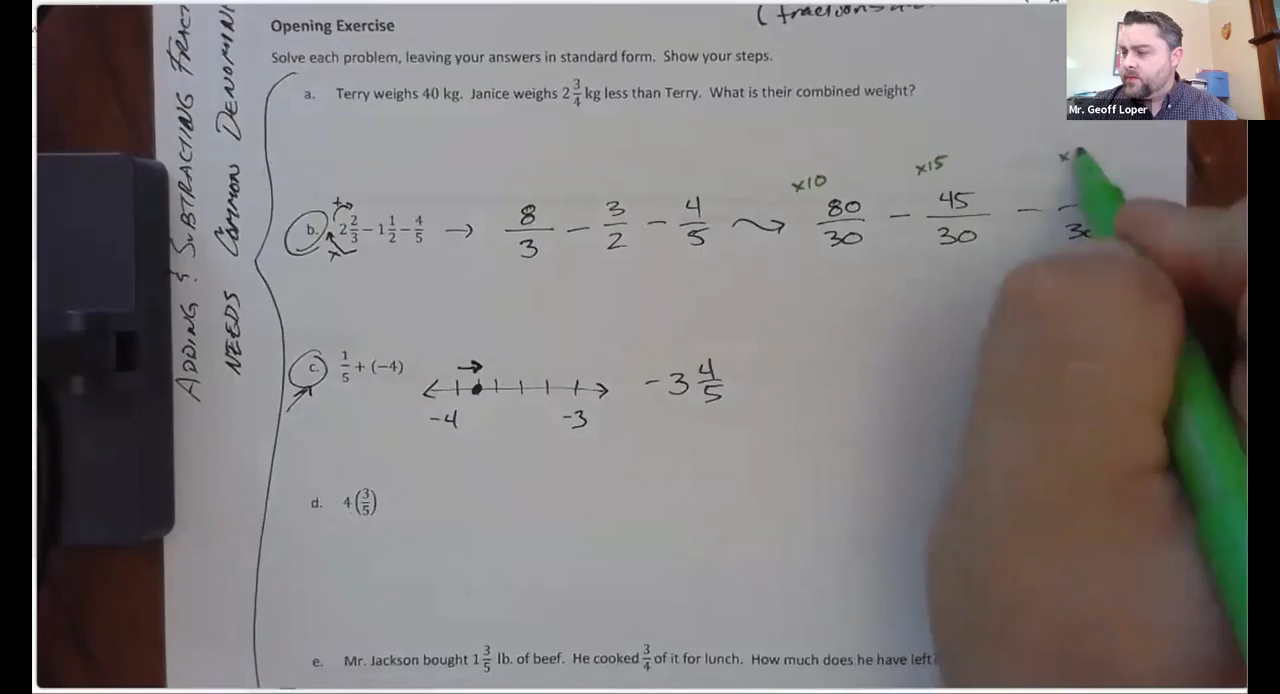 (fractions
Opening Exercise
Solve each problem, leaving your answers in standard form. Show your steps.
a. Terry weighs 40 kg. Janice weighs 2 3/4 kg less than Terry. What is their combined weight?
Mr. Geoff Loper
ADDING & SUBTRACTING FRACT
NEEDS COMMON DENOMINI
×10 ×15 ×
b. 2 2/3 − 1 1/2 − 4/5 → 8/3 − 3/2 − 4/5 80/30 − 45/30 −
+
×
c. 1/5 + (−4) → -3 4/5
-4 -3
d. 4(3/5)
e. Mr. Jackson bought 1 3/5 lb. of beef. He cooked 3/4 of it for lunch. How much does he have left?